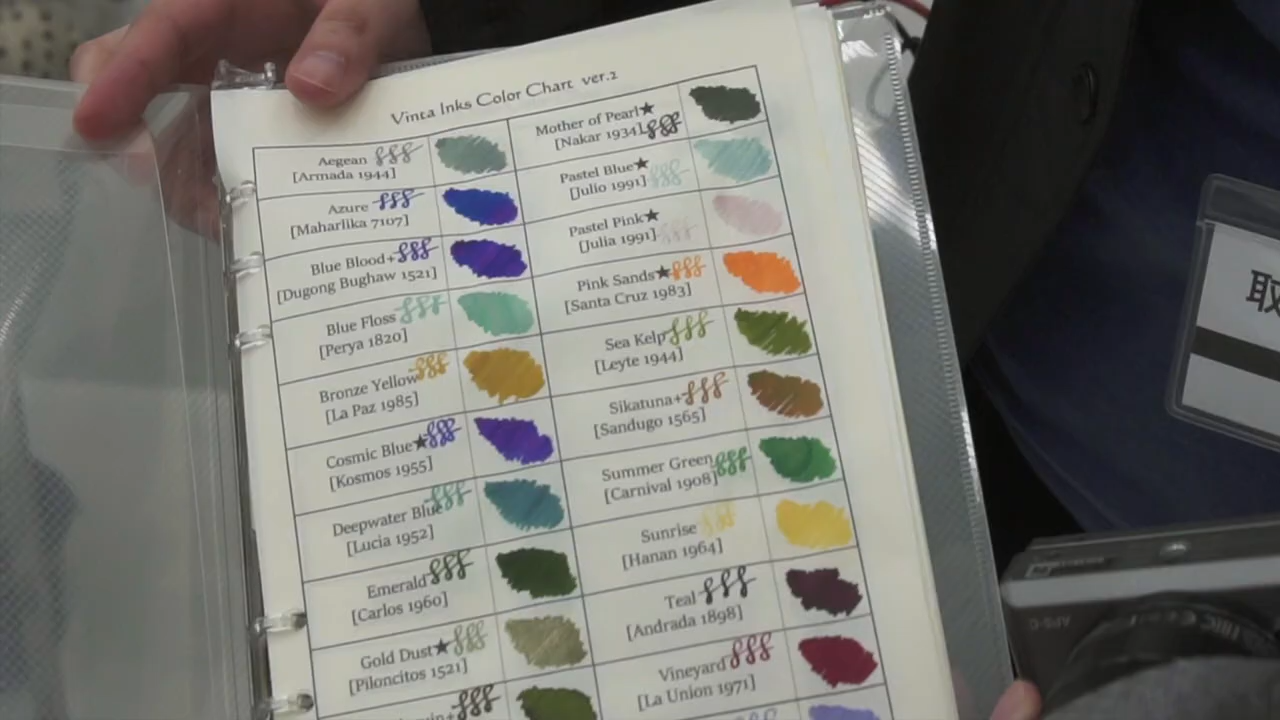 Vinta Inks Color Chart ver.2
Aegean
[Armada 1944]
Azure
[Maharlika 7107]
Blue Blood+
[Dugong Bughaw 1521]
Blue Floss
[Perya 1820]
Bronze Yellow
[La Paz 1985]
Cosmic Blue★
[Kosmos 1955]
Deepwater Blue
[Lucia 1952]
Emerald
[Carlos 1960]
Gold Dust★
[Piloncitos 1521]
Mother of Pearl★
[Nakar 1934]
Pastel Blue★
[Julio 1991]
Pastel Pink★
[Julia 1991]
Pink Sands★
[Santa Cruz 1983]
Sea Kelp
[Leyte 1944]
Sikatuna+
[Sandugo 1565]
Summer Green
[Carnival 1908]
Sunrise
[Hanan 1964]
Teal
[Andrada 1898]
Vineyard
[La Union 1971]
取
APS-C